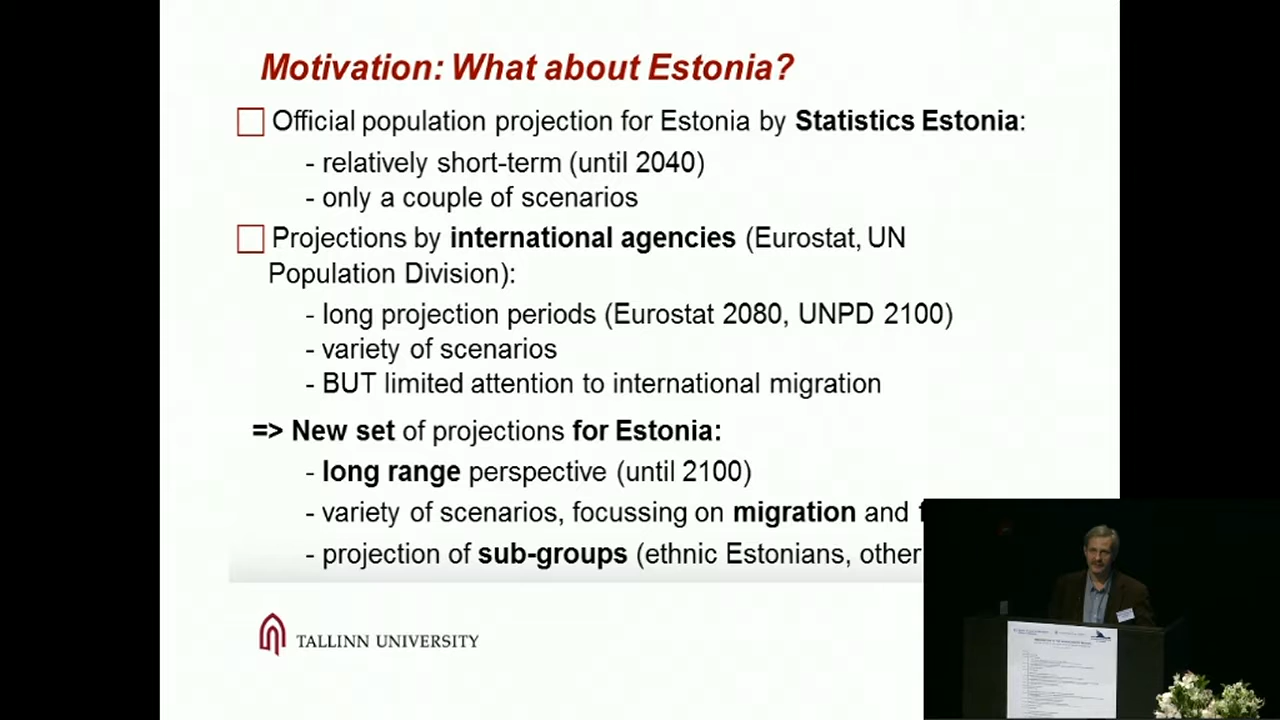 Motivation: What about Estonia?
Official population projection for Estonia by Statistics Estonia:
- relatively short-term (until 2040)
- only a couple of scenarios
Projections by international agencies (Eurostat, UN
Population Division):
- long projection periods (Eurostat 2080, UNPD 2100)
- variety of scenarios
- BUT limited attention to international migration
=> New set of projections for Estonia:
- long range perspective (until 2100)
- variety of scenarios, focussing on migration and
- projection of sub-groups (ethnic Estonians, other
TALLINN UNIVERSITY